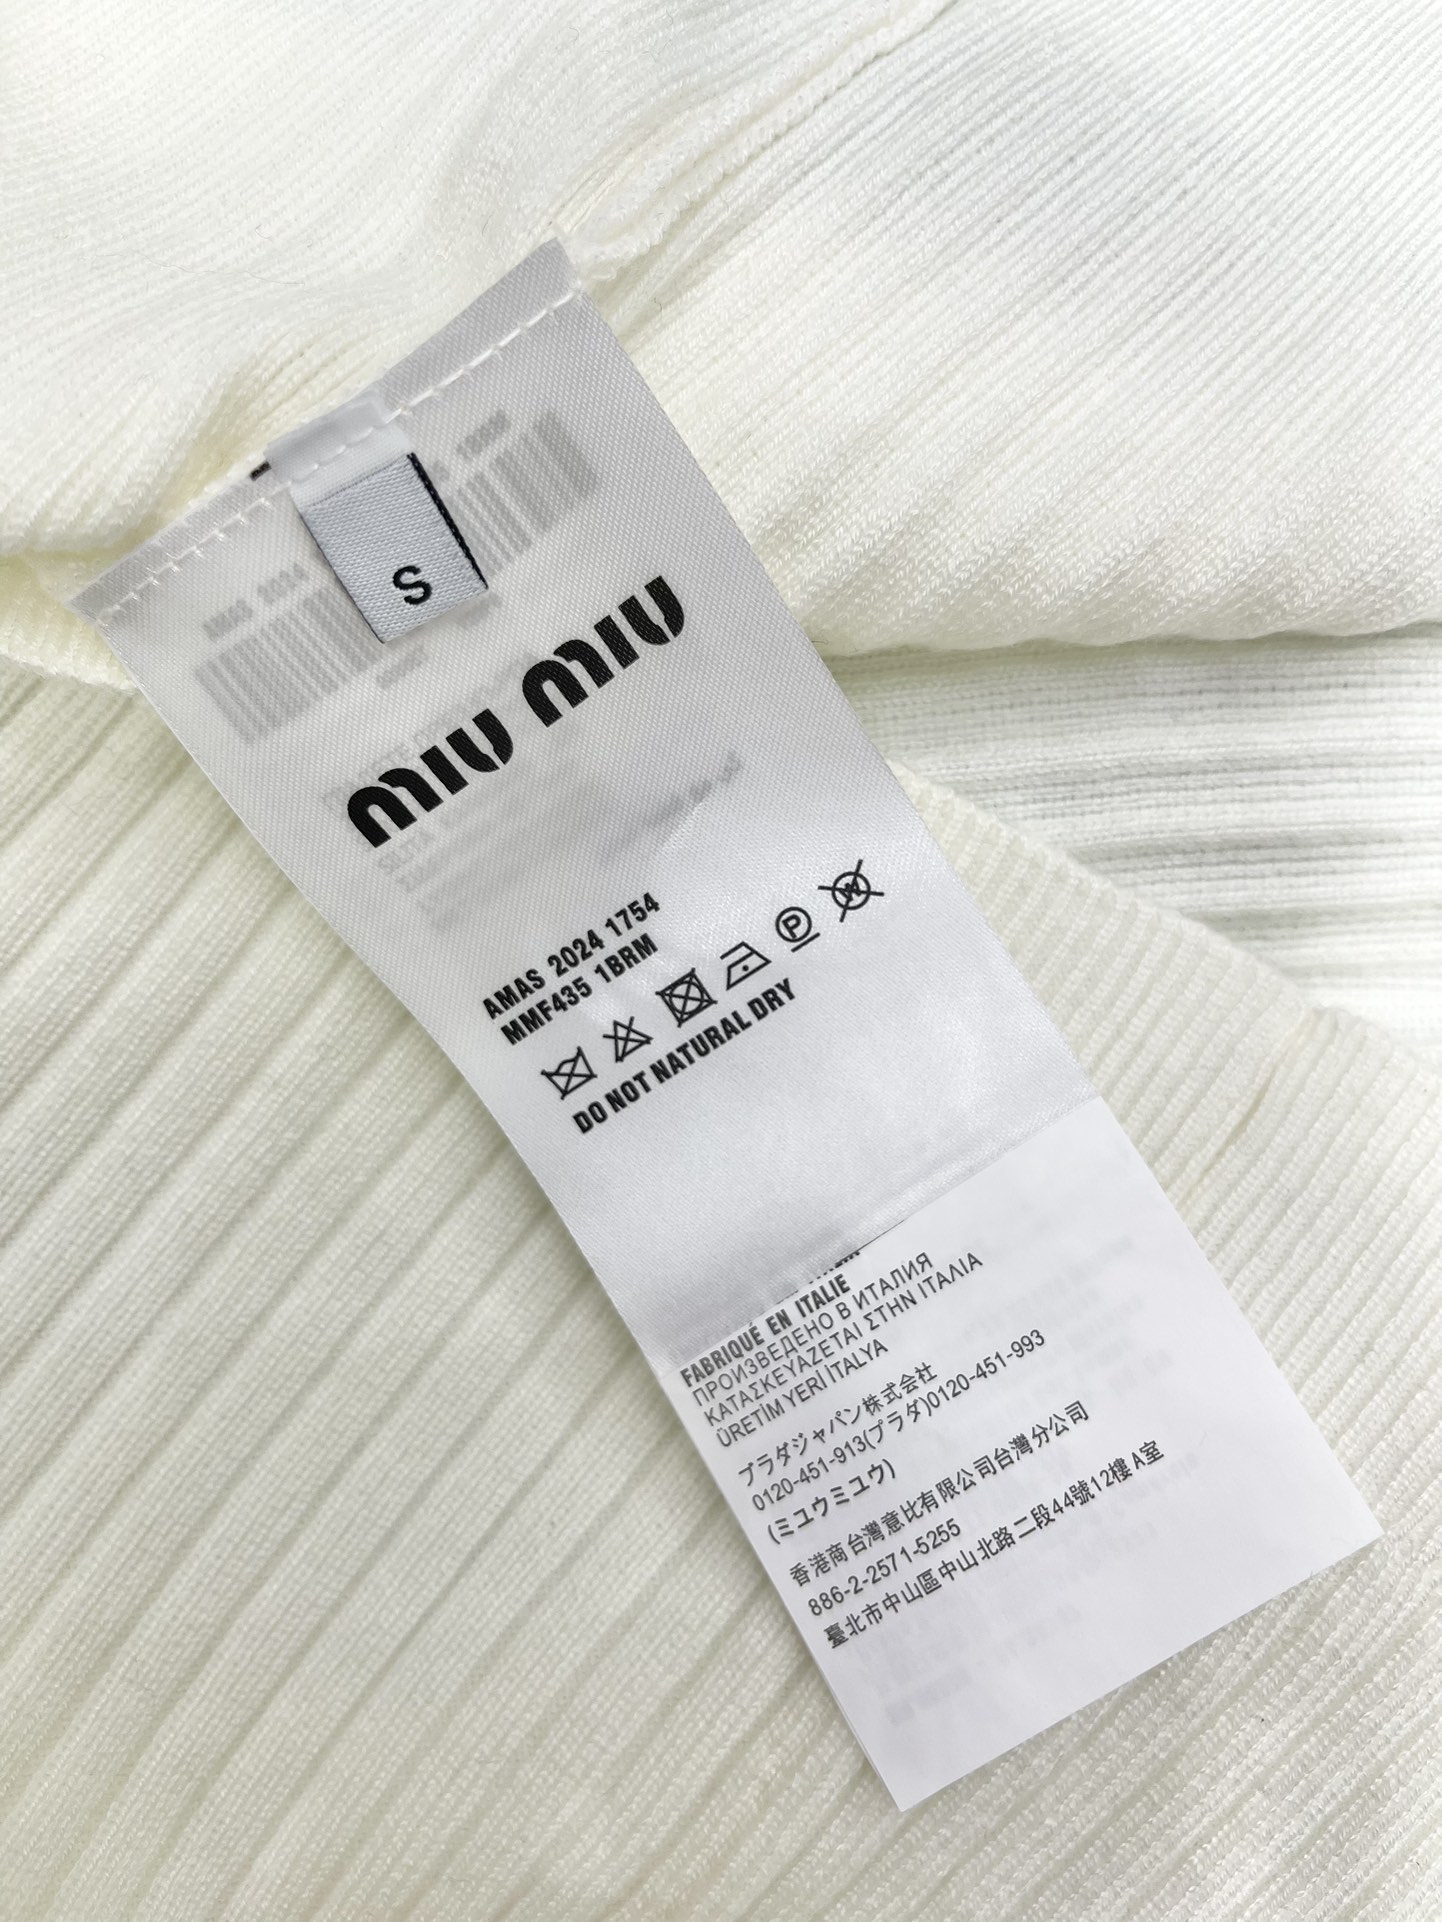 S
MIU MIU
AMAS 2024 1754
MMF435 1BRM
DO NOT NATURAL DRY
FABRIQUÉ EN ITALIE
ПРОИЗВЕДЕНО В ИТАЛИЯ
ΚΑΤΑΣΚΕΥΑΖΕΤΑΙ ΣΤΗΝ ΙΤΑΛΙΑ
ÜRETİM YERİ İTALYA
プラダジャパン株式会社
0120-451-913(プラダ)0120-451-993
(ミュウミュウ)
香港商台灣意比有限公司台灣分公司
886-2-2571-5255
臺北市中山區中山北路二段44號12樓A室